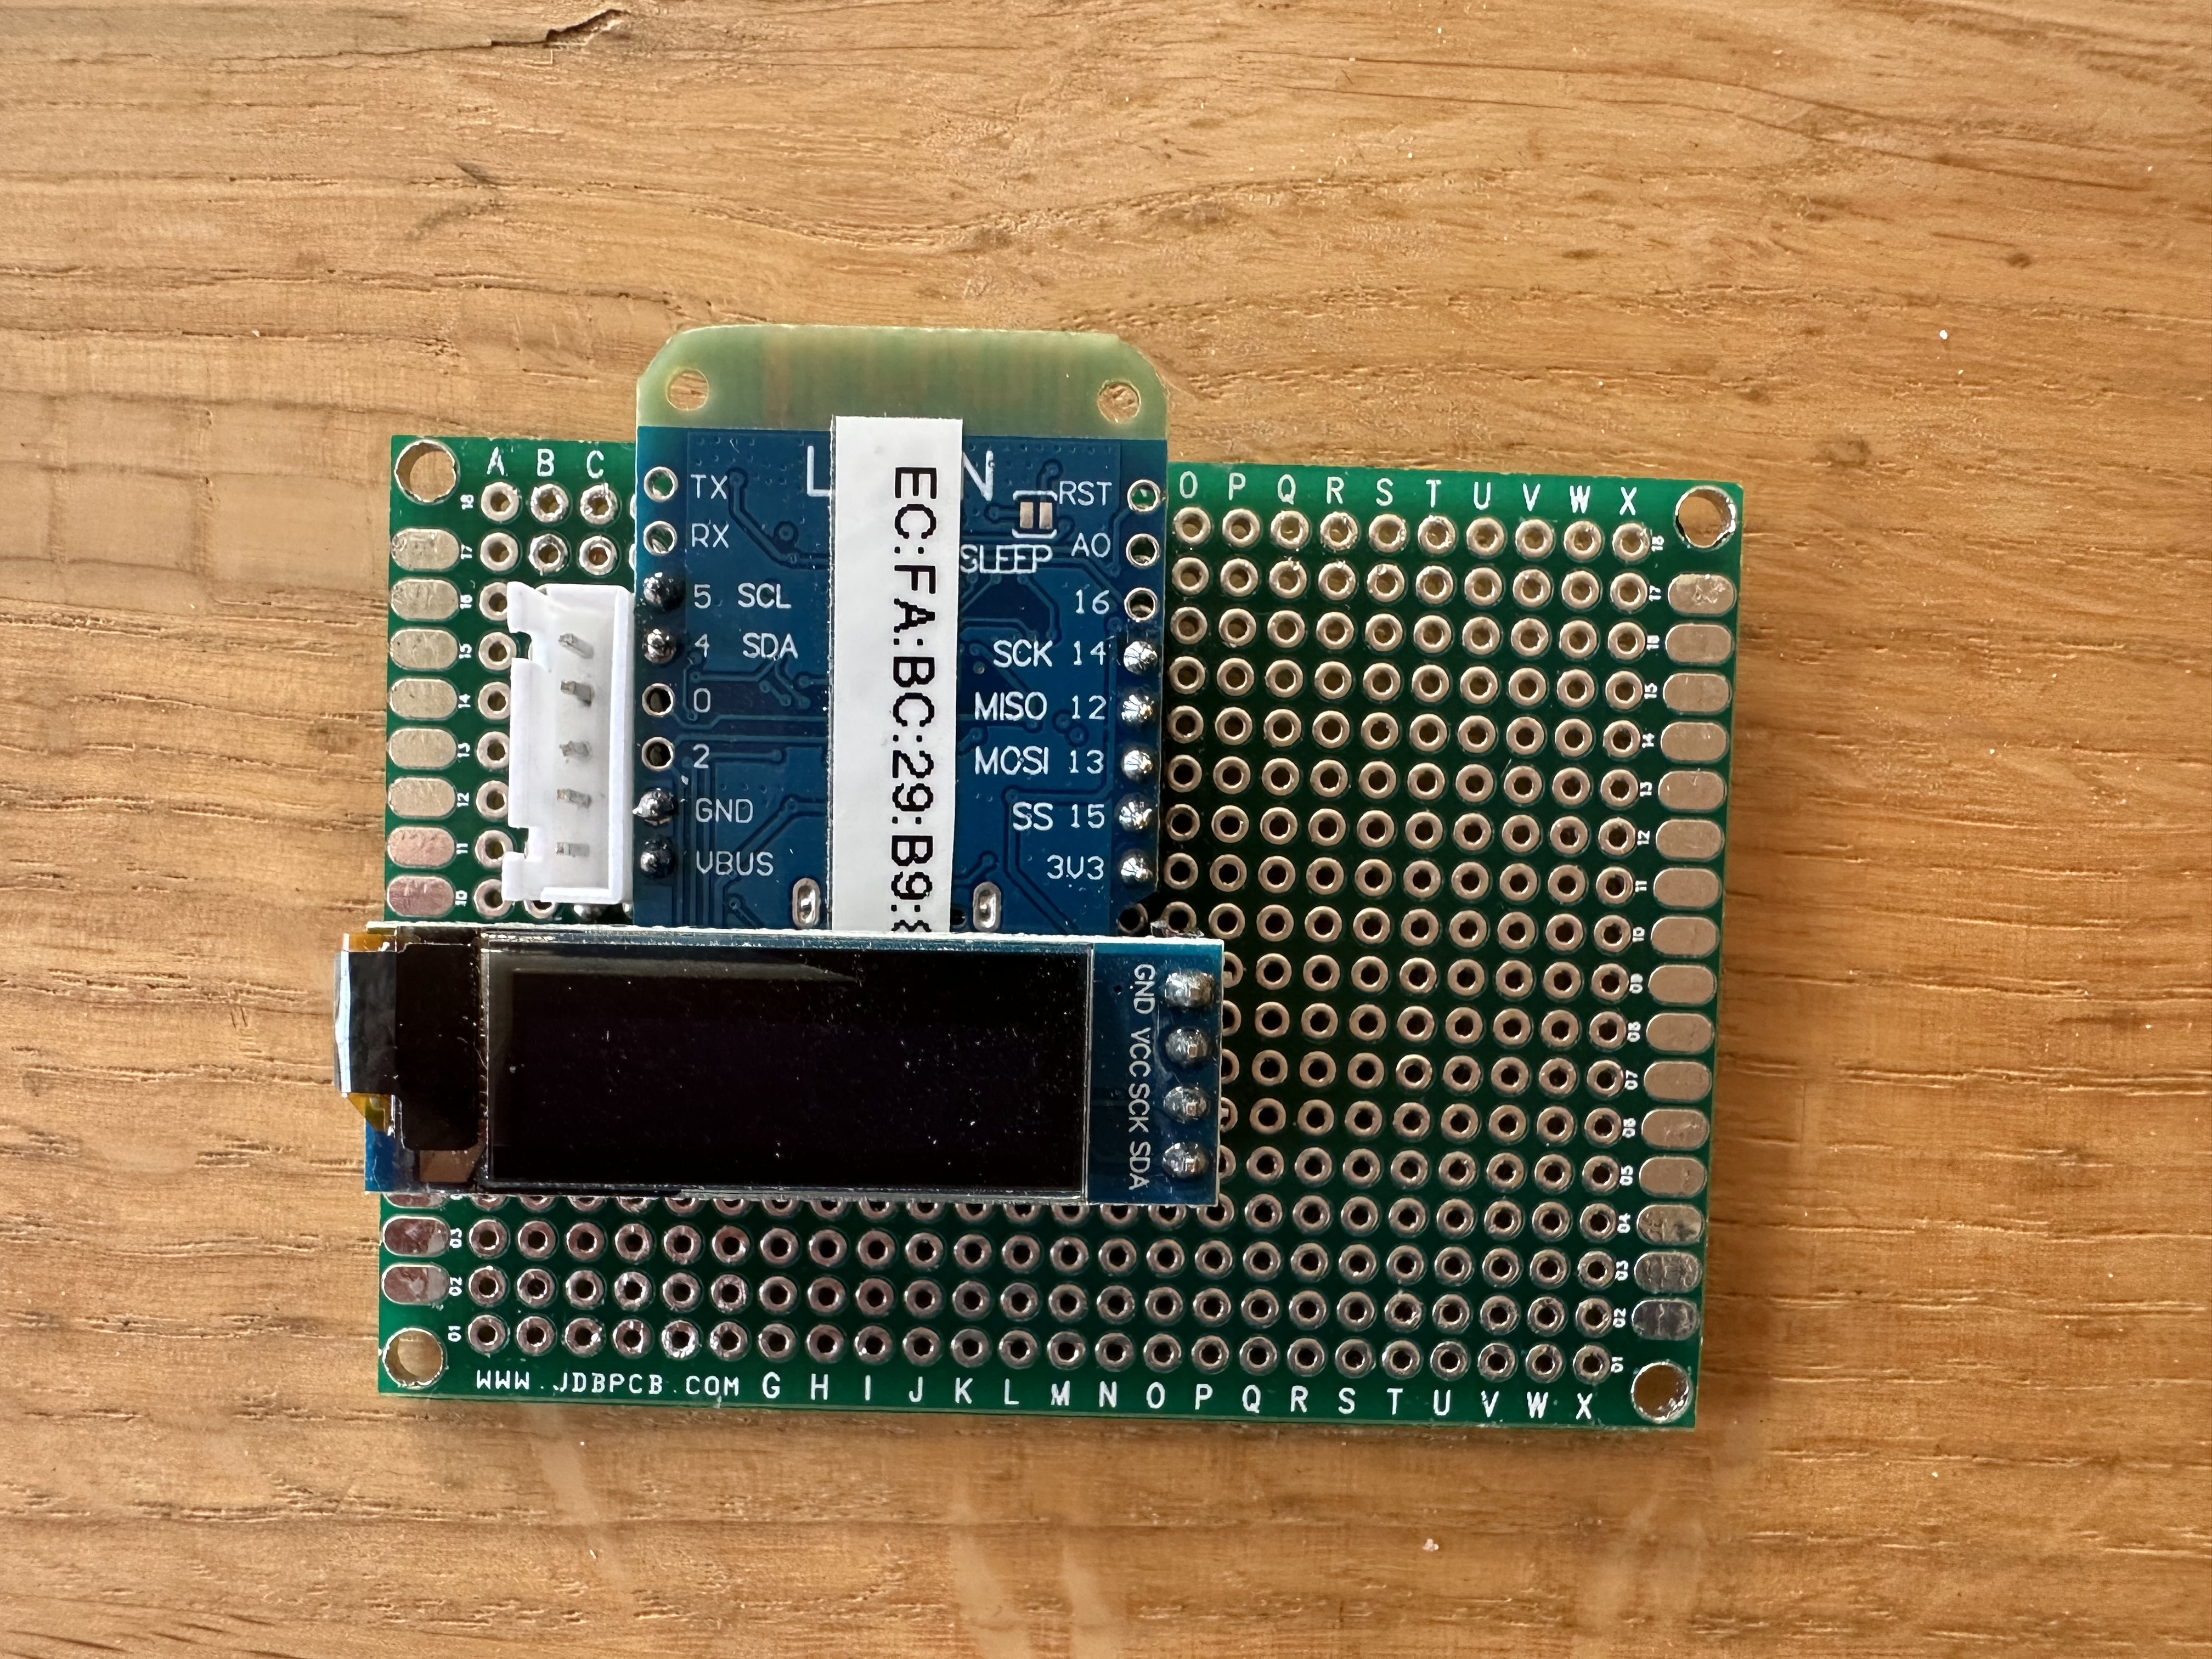 01 02 03
10 11 12 13 14 15 16 17 18
WWW.JDBPCB.COM
A
B
C
VBUS
GND
2
0
4 SDA
5 SCL
RX
TX
EC:FA:BC:29:B9:
SLEEP
3V3
SS 15
MOSI 13
MISO 12
SCK 14
16
A0
RST
GND VCC SCK SDA
G
H
I
J
K
L
M
N
O
P
Q
R
S
T
U
V
W
X
O
P
Q
R
S
T
U
V
W
X
01 02 03 04 05 06 07 08 09 10 11 12 13 14 15 16 17 18